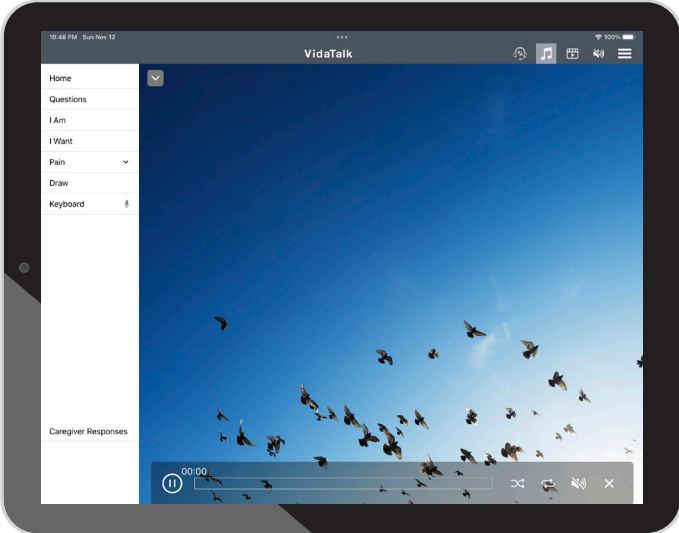 10:48 PM Sun Nov 12
100%
VidaTalk
Home
Questions
I Am
I Want
Pain
Draw
Keyboard
Caregiver Responses
00:00